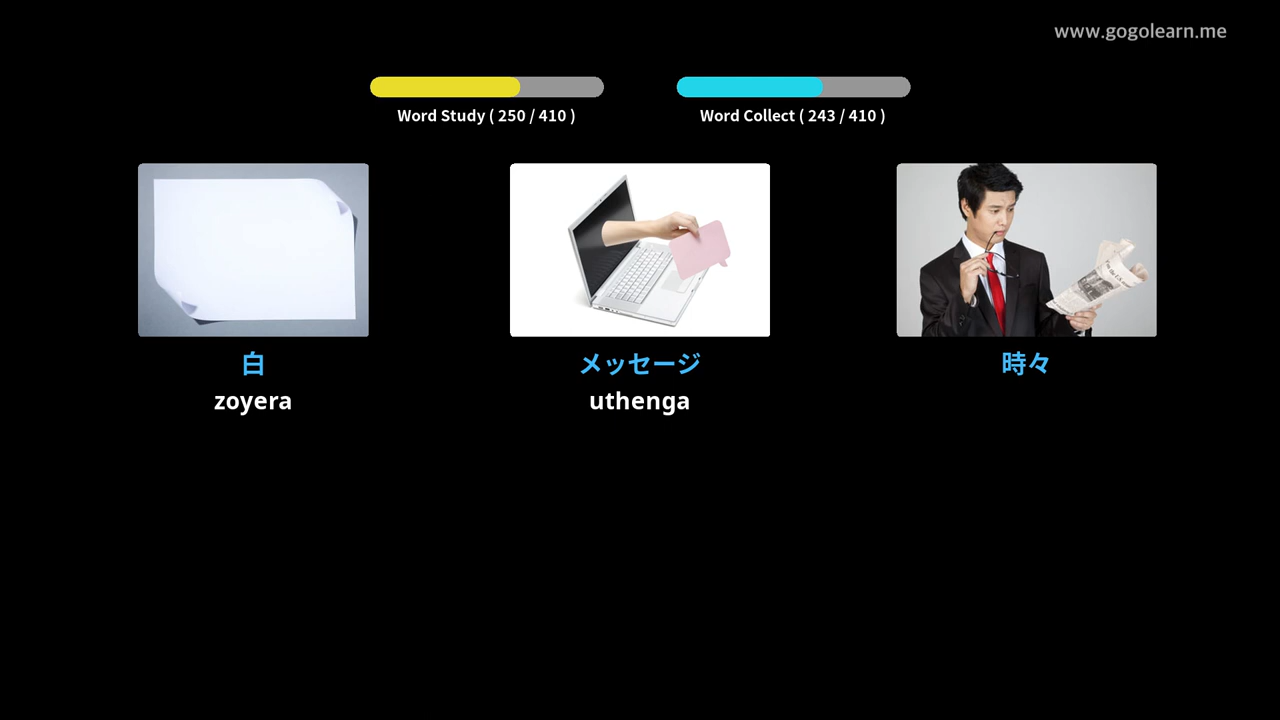 www.gogolearn.me
Word Study ( 250 / 410 )
Word Collect ( 243 / 410 )
白
zoyera
メッセージ
uthenga
時々